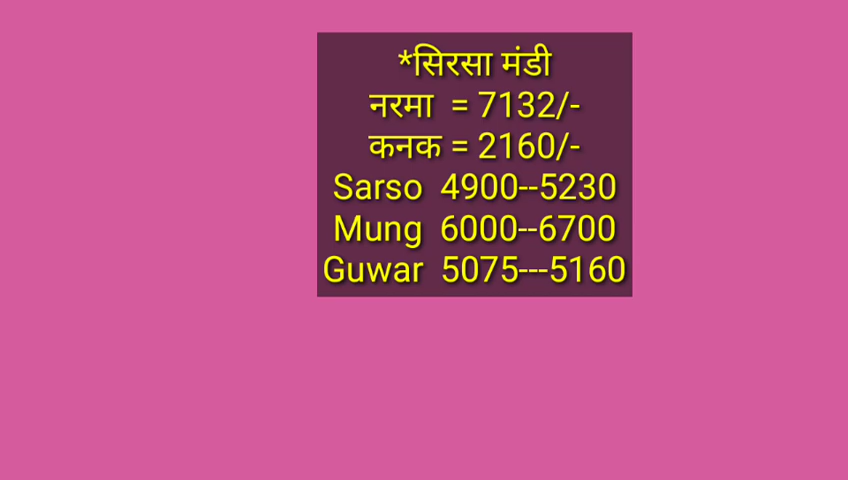 *सिरसा मंडी
नरमा = 7132/-
कनक = 2160/-
Sarso 4900--5230
Mung 6000--6700
Guwar 5075---5160